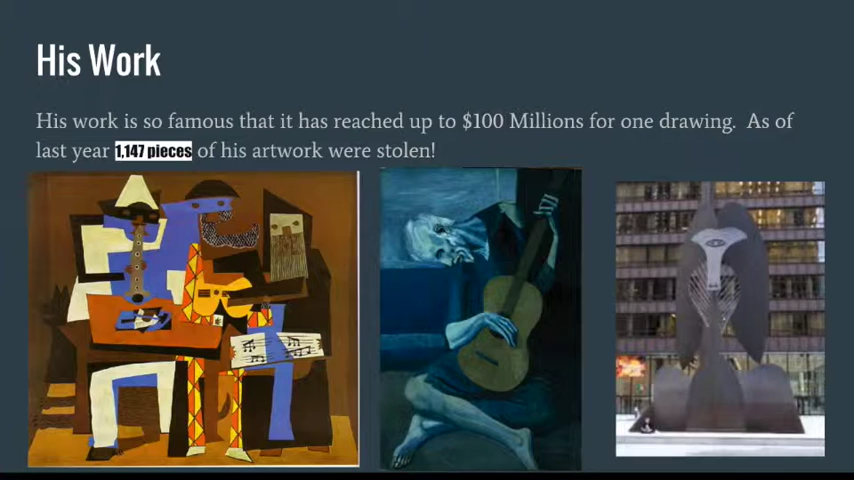 His Work
His work is so famous that it has reached up to $100 Millions for one drawing. As of
last year 1,147 pieces of his artwork were stolen!